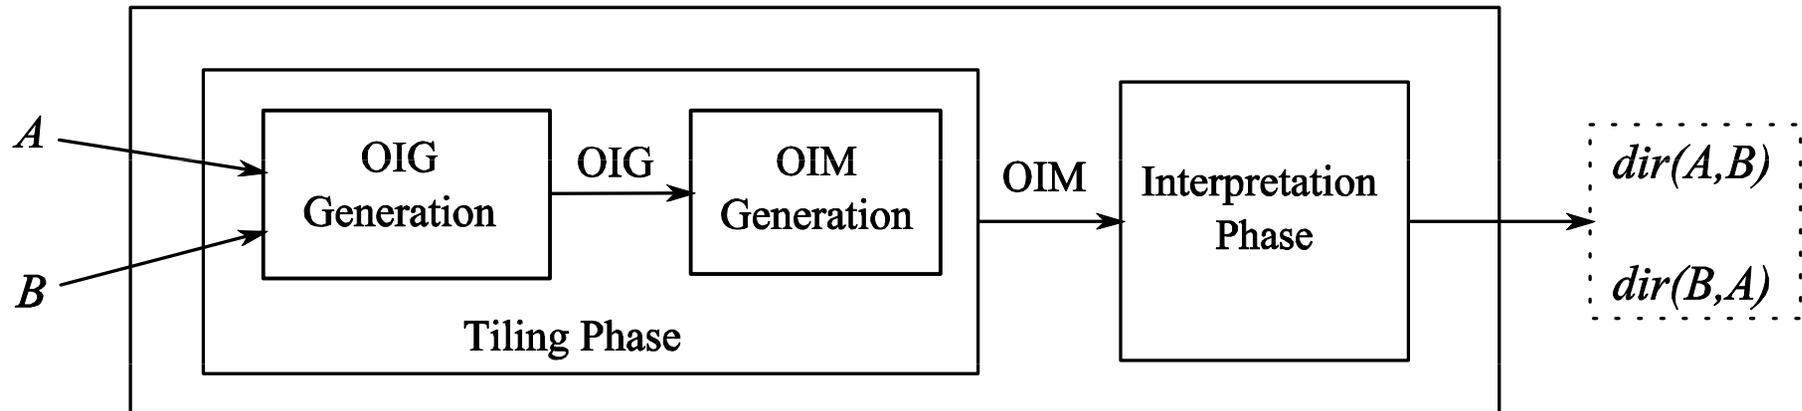 A
B
OIG
Generation
OIG
OIM
Generation
Tiling Phase
OIM
Interpretation
Phase
dir(A,B)
dir(B,A)